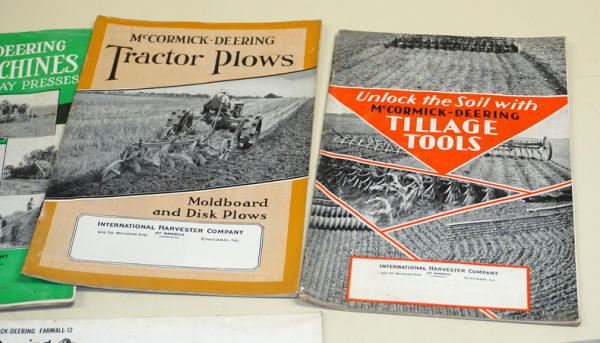 DEERING
CHINES
AY PRESSES
McCORMICK-DEERING
Tractor Plows
Moldboard
and Disk Plows
INTERNATIONAL HARVESTER COMPANY
OF AMERICA
CHICAGO, ILL.
Unlock the Soil with
McCORMICK-DEERING
TILLAGE
TOOLS
INTERNATIONAL HARVESTER COMPANY
OF AMERICA
CHICAGO, ILL.
CK-DEERING FARMALL-12